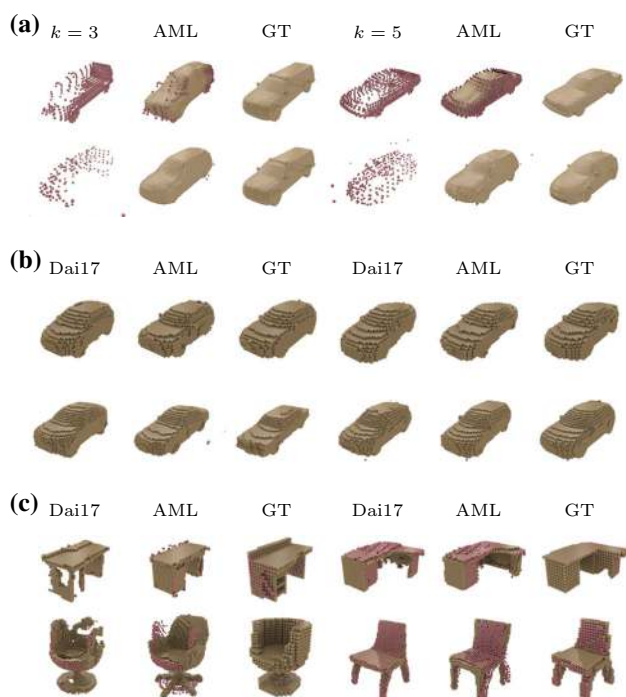 (a) k = 3 AML GT k = 5 AML GT
(b) Dai17 AML GT Dai17 AML GT
(c) Dai17 AML GT Dai17 AML GT